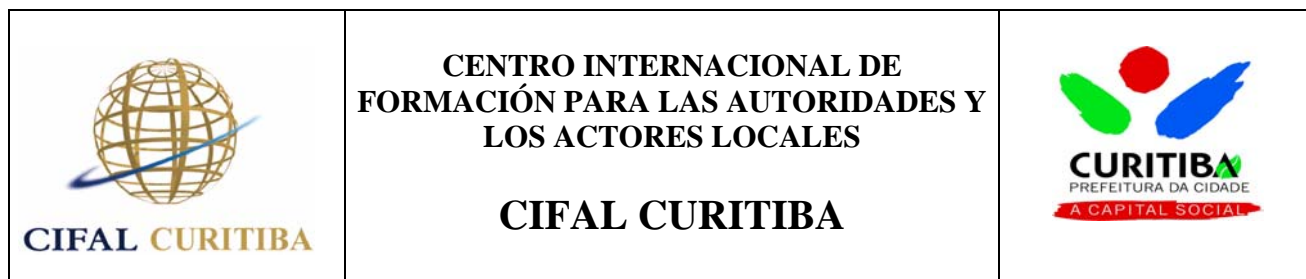 CIFAL CURITIBA
CENTRO INTERNACIONAL DE
FORMACIÓN PARA LAS AUTORIDADES Y
LOS ACTORES LOCALES
CIFAL CURITIBA
CURITIBA
PREFEITURA DA CIDADE
A CAPITAL SOCIAL